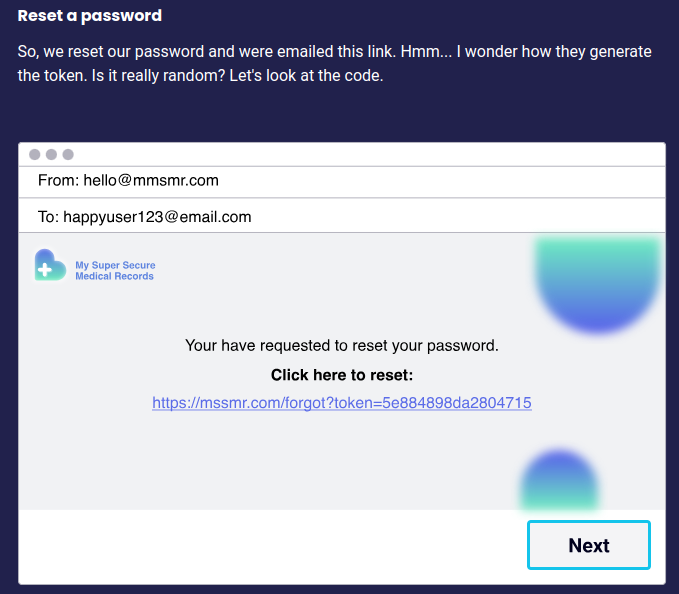 Reset a password
So, we reset our password and were emailed this link. Hmm... I wonder how they generate
the token. Is it really random? Let's look at the code.
From: hello@mmsmr.com
To: happyuser123@email.com
My Super Secure
Medical Records
Your have requested to reset your password.
Click here to reset:
https://mssmr.com/forgot?token=5e884898da2804715
Next